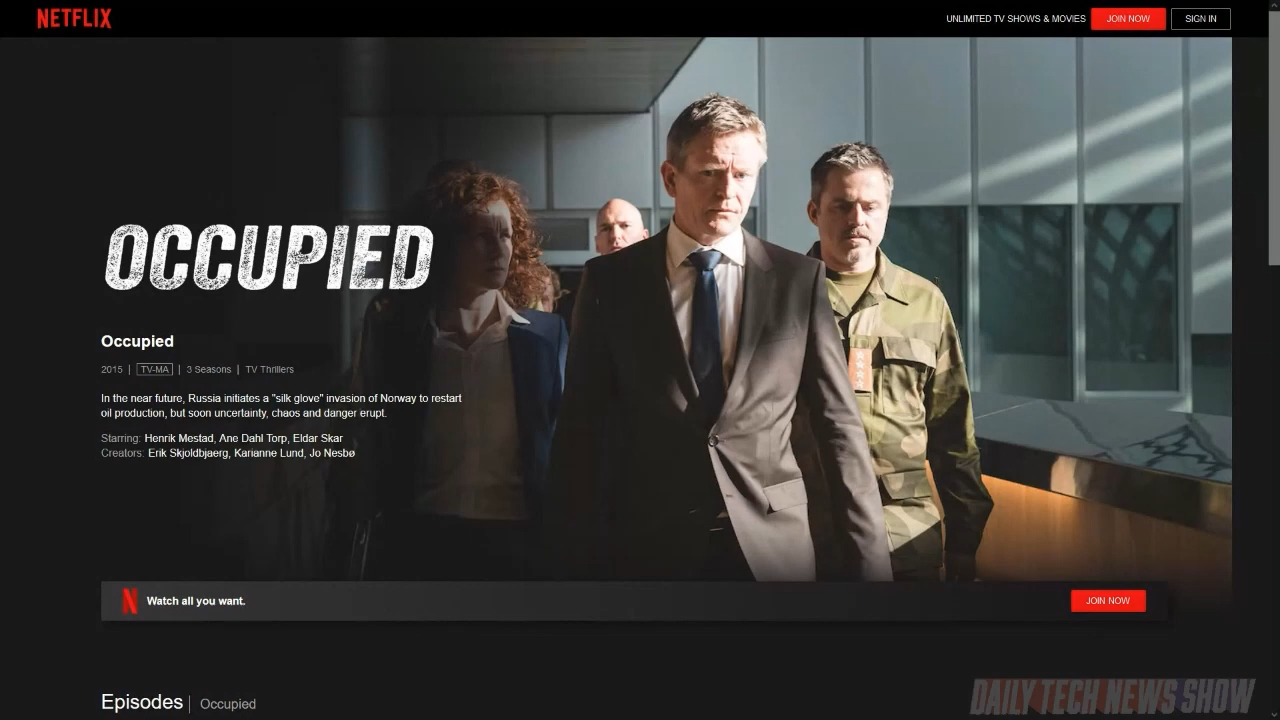 NETFLIX
UNLIMITED TV SHOWS & MOVIES
JOIN NOW
SIGN IN
OCCUPIED
Occupied
2015 | TV-MA | 3 Seasons | TV Thrillers
In the near future, Russia initiates a "silk glove" invasion of Norway to restart
oil production, but soon uncertainty, chaos and danger erupt.
Starring: Henrik Mestad, Ane Dahl Torp, Eldar Skar
Creators: Erik Skjoldbjaerg, Karianne Lund, Jo Nesbø
N Watch all you want.
JOIN NOW
Episodes | Occupied
DAILY TECH NEWS SHOW